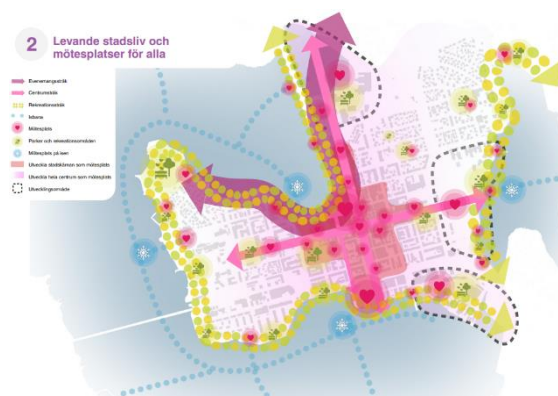 2
Levande stadsliv och
mötesplatser för alla
Evenemangsstråk
Centrumstråk
Rekreationsstråk
Isbana
Mötesplats
Parker och rekreationsområden
Mötesplats på isen
Utveckla stadskärnan som mötesplats
Utveckla hela centrum som mötesplats
Utvecklingsområde